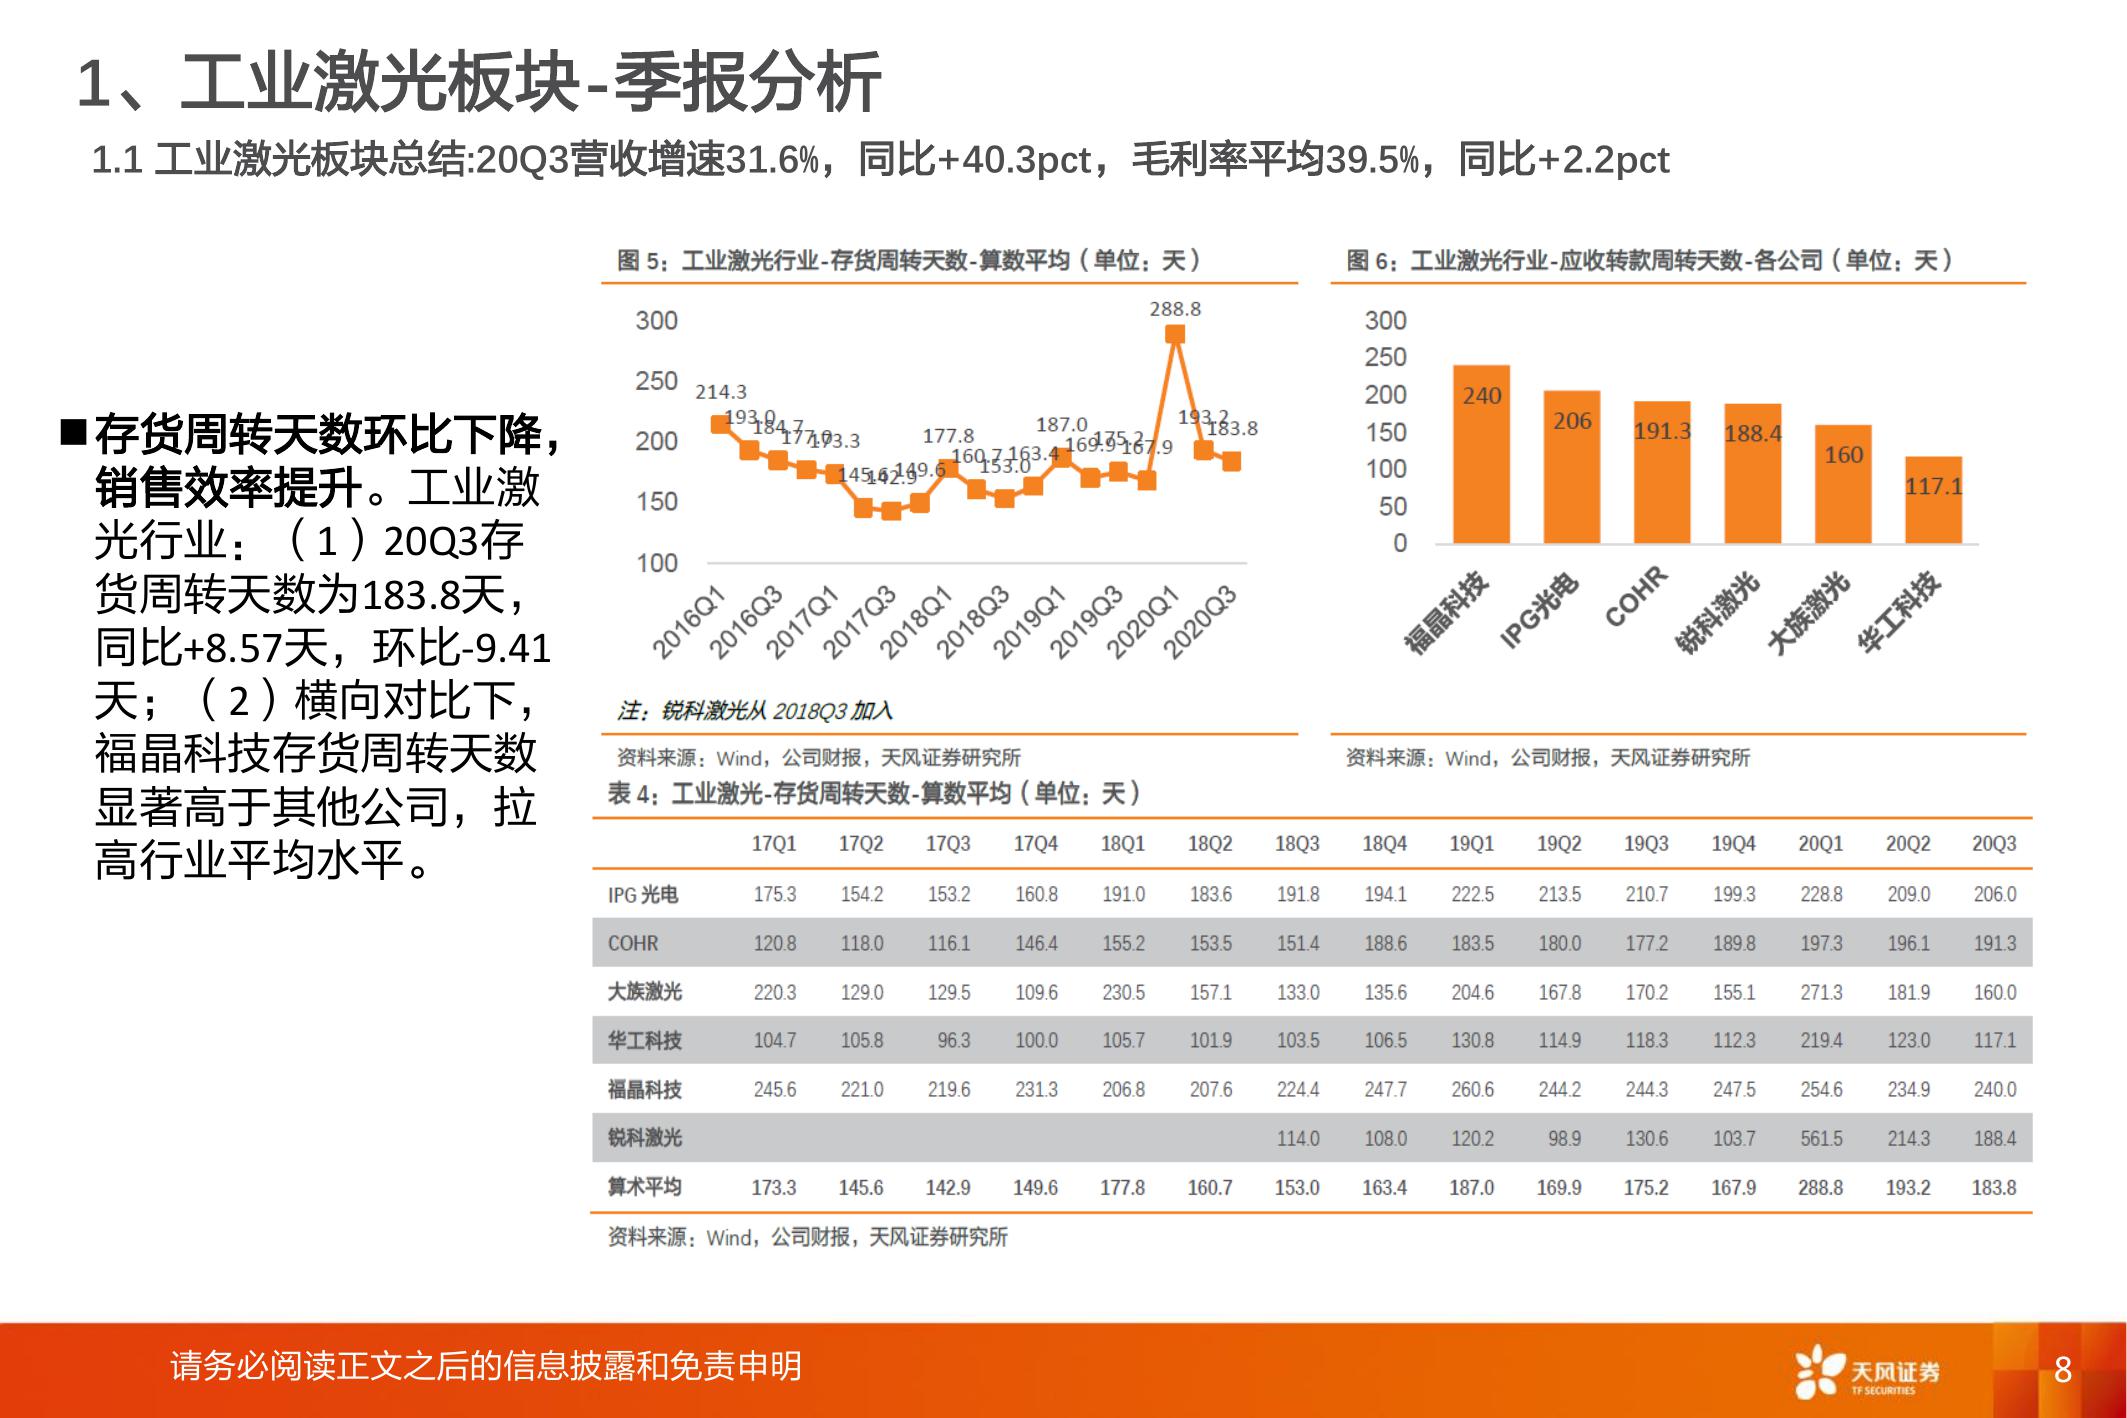 1、工业激光板块-季报分析
1.1 工业激光板块总结:20Q3营收增速31.6%，同比+40.3pct，毛利率平均39.5%，同比+2.2pct
■存货周转天数环比下降，
销售效率提升。工业激
光行业：（1）20Q3存
货周转天数为183.8天，
同比+8.57天，环比-9.41
天；（2）横向对比下，
福晶科技存货周转天数
显著高于其他公司，拉
高行业平均水平。
图 5：工业激光行业-存货周转天数-算数平均（单位：天）
300
250
200
150
100
214.3
193.0
184.7
177.0
173.3
145.6
142.9
149.6
177.8
160.7
153.0
163.4
187.0
169.9
175.2
167.9
288.8
193.2
183.8
2016Q1
2016Q3
2017Q1
2017Q3
2018Q1
2018Q3
2019Q1
2019Q3
2020Q1
2020Q3
注：锐科激光从 2018Q3 加入
资料来源：Wind，公司财报，天风证券研究所
图 6：工业激光行业-应收转款周转天数-各公司（单位：天）
300
250
200
150
100
50
0
240
206
191.3
188.4
160
117.1
福晶科技
IPG光电
COHR
锐科激光
大族激光
华工科技
资料来源：Wind，公司财报，天风证券研究所
表 4：工业激光-存货周转天数-算数平均（单位：天）
17Q1 17Q2 17Q3 17Q4 18Q1 18Q2 18Q3 18Q4 19Q1 19Q2 19Q3 19Q4 20Q1 20Q2 20Q3
IPG 光电 175.3 154.2 153.2 160.8 191.0 183.6 191.8 194.1 222.5 213.5 210.7 199.3 228.8 209.0 206.0
COHR 120.8 118.0 116.1 146.4 155.2 153.5 151.4 188.6 183.5 180.0 177.2 189.8 197.3 196.1 191.3
大族激光 220.3 129.0 129.5 109.6 230.5 157.1 133.0 135.6 204.6 167.8 170.2 155.1 271.3 181.9 160.0
华工科技 104.7 105.8 96.3 100.0 105.7 101.9 103.5 106.5 130.8 114.9 118.3 112.3 219.4 123.0 117.1
福晶科技 245.6 221.0 219.6 231.3 206.8 207.6 224.4 247.7 260.6 244.2 244.3 247.5 254.6 234.9 240.0
锐科激光 114.0 108.0 120.2 98.9 130.6 103.7 561.5 214.3 188.4
算术平均 173.3 145.6 142.9 149.6 177.8 160.7 153.0 163.4 187.0 169.9 175.2 167.9 288.8 193.2 183.8
资料来源：Wind，公司财报，天风证券研究所
请务必阅读正文之后的信息披露和免责申明
天风证券
TF SECURITIES
8